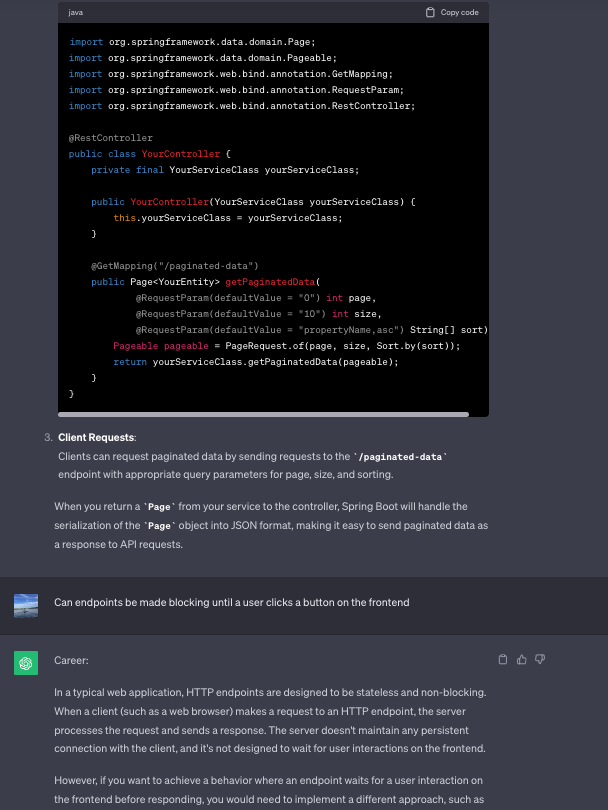 java
Copy code
import org.springframework.data.domain.Page;
import org.springframework.data.domain.Pageable;
import org.springframework.web.bind.annotation.GetMapping;
import org.springframework.web.bind.annotation.RequestParam;
import org.springframework.web.bind.annotation.RestController;
@RestController
public class YourController {
private final YourServiceClass yourServiceClass;
public YourController(YourServiceClass yourServiceClass) {
this.yourServiceClass = yourServiceClass;
}
@GetMapping("/paginated-data")
public Page<YourEntity> getPaginatedData(
@RequestParam(defaultValue = "0") int page,
@RequestParam(defaultValue = "10") int size,
@RequestParam(defaultValue = "propertyName,asc") String[] sort)
Pageable pageable = PageRequest.of(page, size, Sort.by(sort));
return yourServiceClass.getPaginatedData(pageable);
}
}
3. Client Requests:
Clients can request paginated data by sending requests to the `/paginated-data`
endpoint with appropriate query parameters for page, size, and sorting.
When you return a `Page` from your service to the controller, Spring Boot will handle the
serialization of the `Page` object into JSON format, making it easy to send paginated data as
a response to API requests.
Can endpoints be made blocking until a user clicks a button on the frontend
Career:
In a typical web application, HTTP endpoints are designed to be stateless and non-blocking.
When a client (such as a web browser) makes a request to an HTTP endpoint, the server
processes the request and sends a response. The server doesn't maintain any persistent
connection with the client, and it's not designed to wait for user interactions on the frontend.
However, if you want to achieve a behavior where an endpoint waits for a user interaction on
the frontend before responding, you would need to implement a different approach, such as